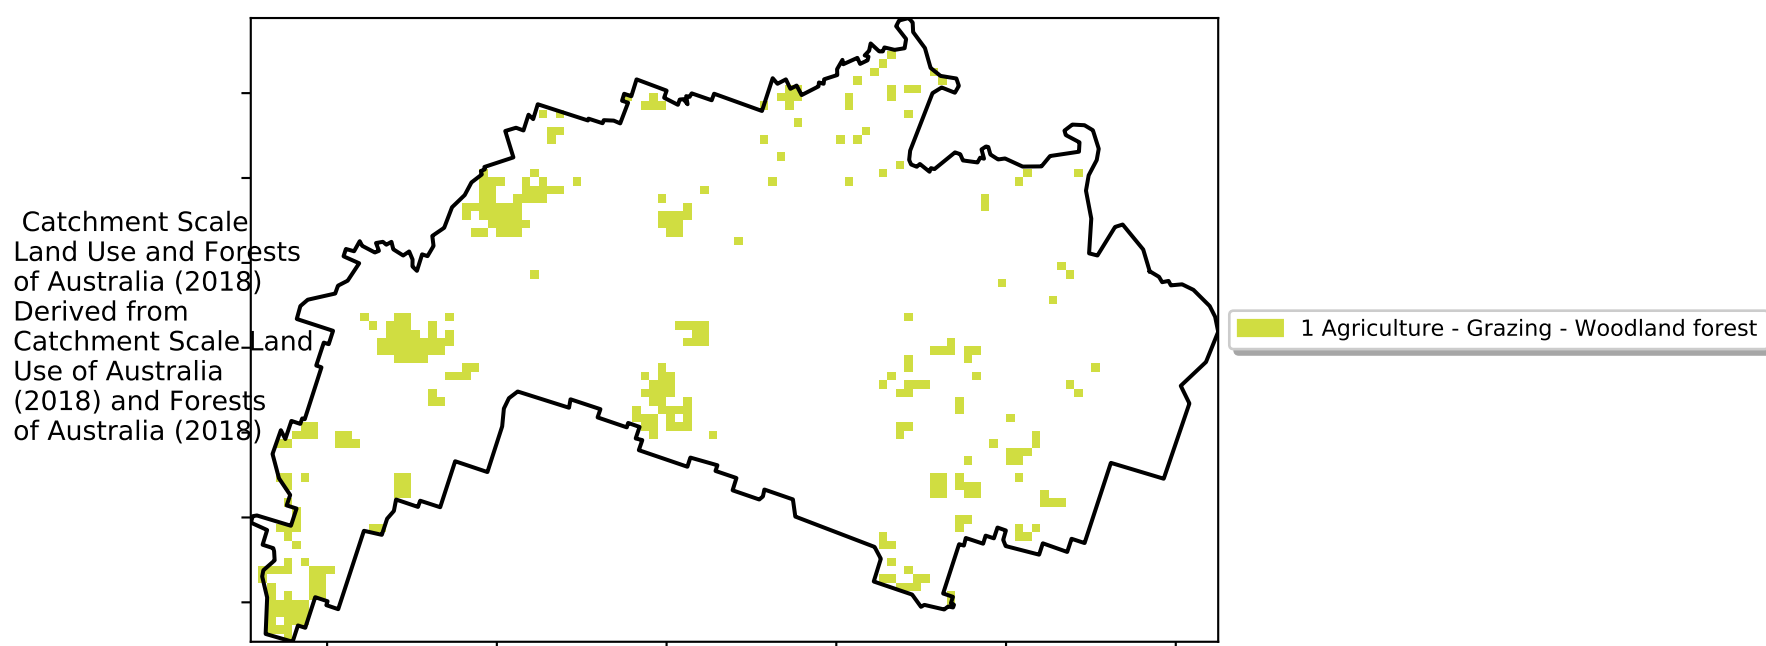 Catchment Scale
Land Use and Forests
of Australia (2018)
Derived from
Catchment Scale Land
Use of Australia
(2018) and Forests
of Australia (2018)
1 Agriculture - Grazing - Woodland forest